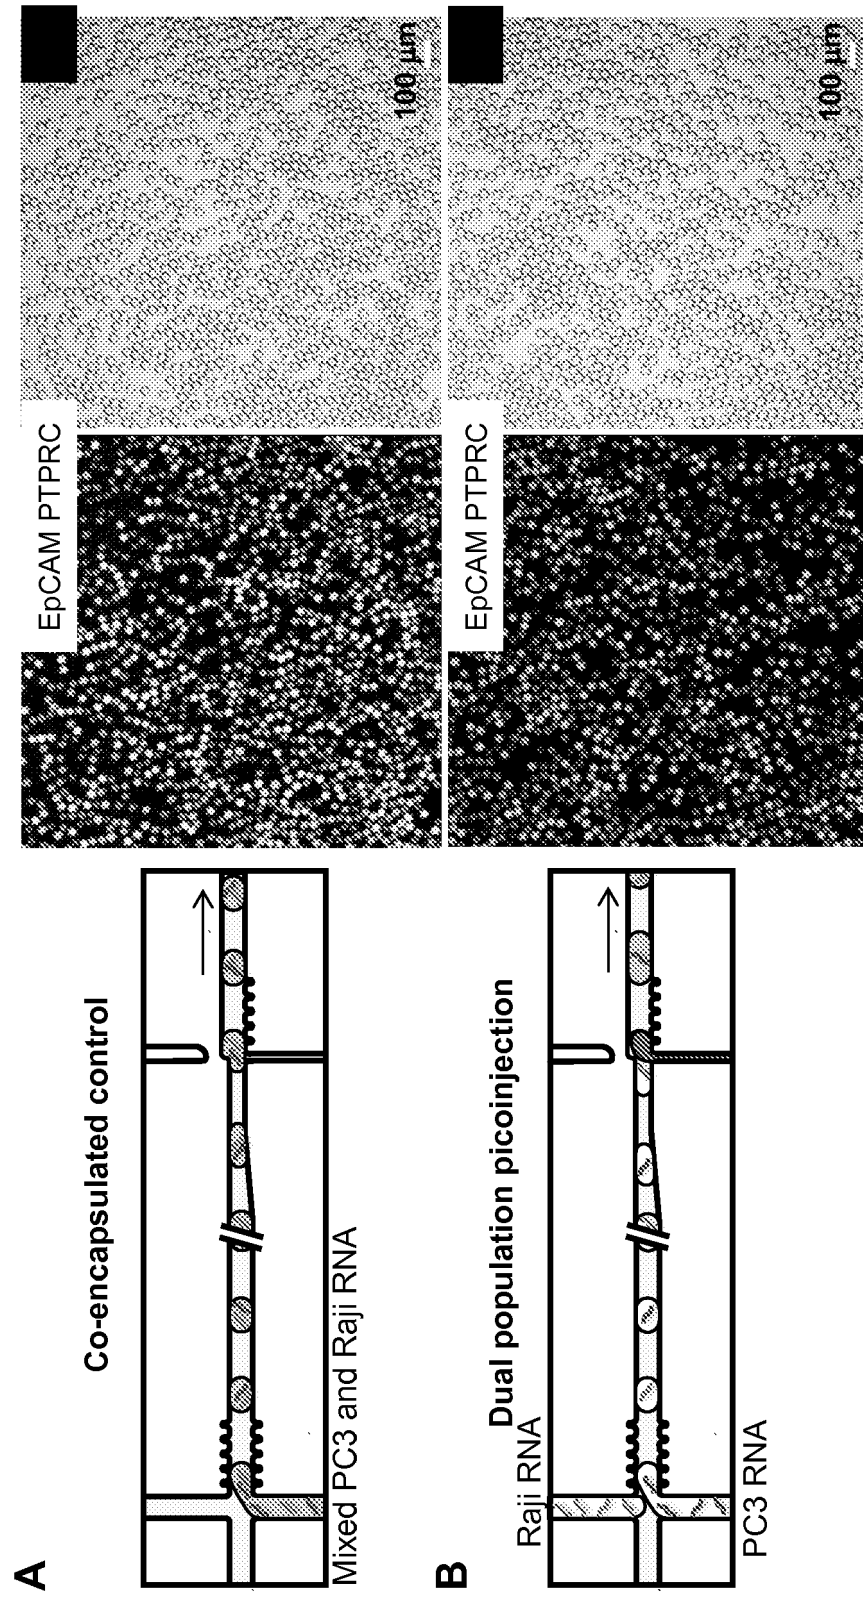 A
Co-encapsulated control
Mixed PC3 and Raji RNA
EpCAM PTPRC
100 µm
B
Dual population picoinjection
Raji RNA
PC3 RNA
EpCAM PTPRC
100 µm